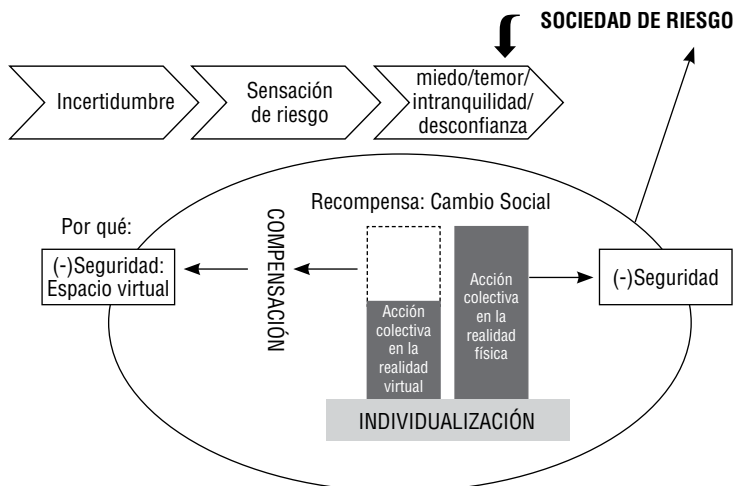 SOCIEDAD DE RIESGO
Incertidumbre
Sensación
de riesgo
miedo/temor/
intranquilidad/
desconfianza
Recompensa: Cambio Social
Por qué:
(-)Seguridad:
Espacio virtual
COMPENSACIÓN
Acción
colectiva
en la
realidad
virtual
Acción
colectiva
en la
realidad
física
(-)Seguridad
INDIVIDUALIZACIÓN